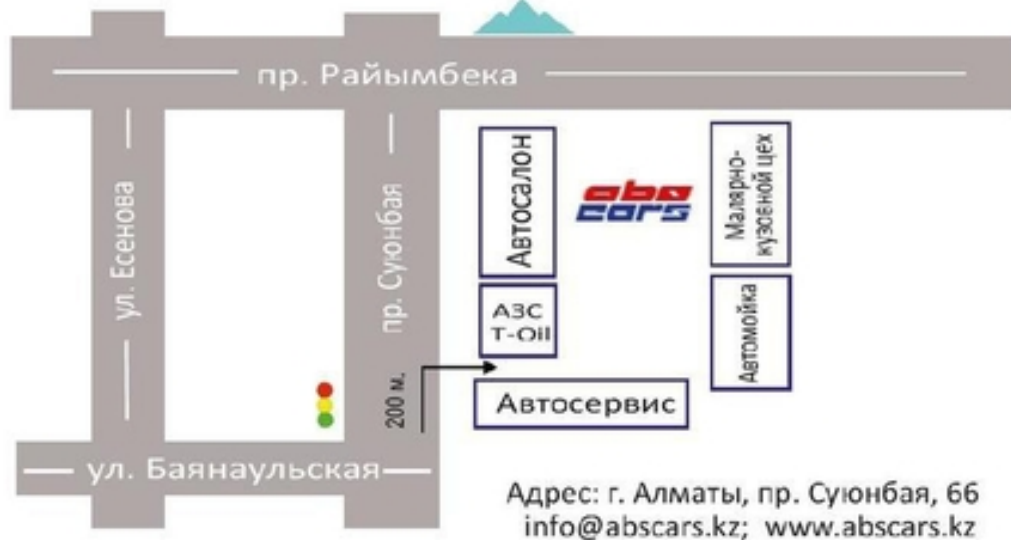 пр. Райымбека
ул. Есенова
пр. Суюнбая
Автосалон
abs
cars
Малярно-
кузовной цех
АЗС
T-Oil
Автомойка
200 м.
Автосервис
ул. Баянаульская
Адрес: г. Алматы, пр. Суюнбая, 66
info@abscars.kz; www.abscars.kz